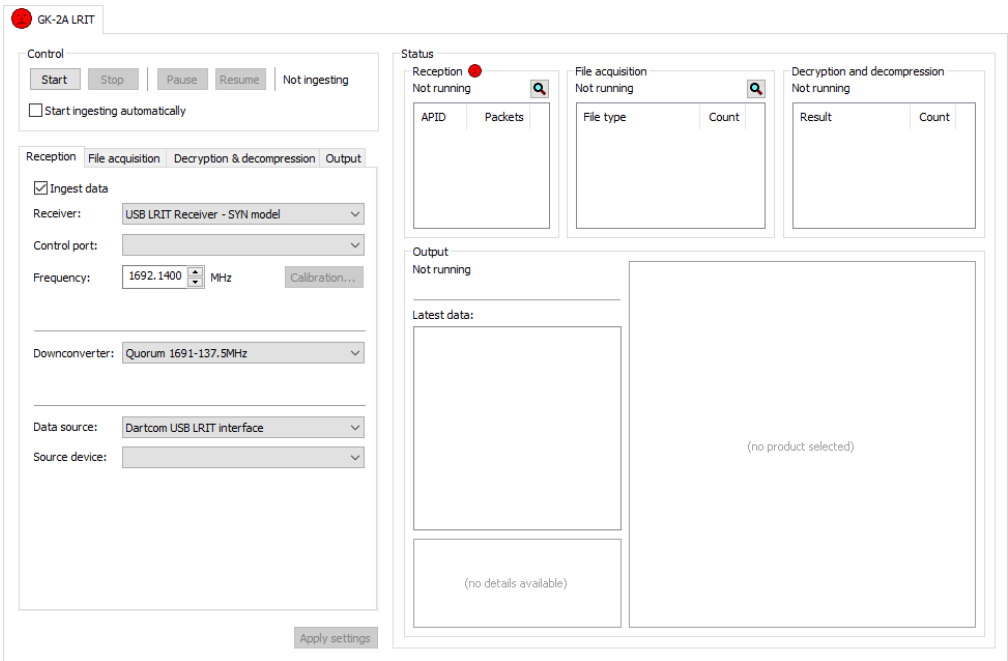 GK-2A LRIT
Control
Start Stop Pause Resume Not ingesting
Start ingesting automatically
Reception File acquisition Decryption & decompression Output
Ingest data
Receiver: USB LRIT Receiver - SYN model
Control port:
Frequency: 1692.1400 MHz Calibration...
Downconverter: Quorum 1691-137.5MHz
Data source: Dartcom USB LRIT interface
Source device:
Apply settings
Status
Reception
Not running
APID Packets
File acquisition
Not running
File type Count
Decryption and decompression
Not running
Result Count
Output
Not running
Latest data:
(no details available)
(no product selected)